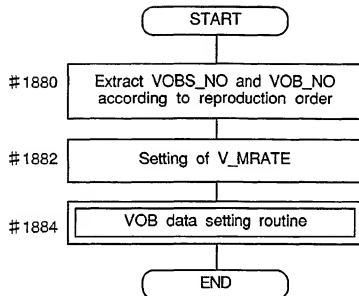 START
#1880
Extract VOBS_NO and VOB_NO
according to reproduction order
#1882
Setting of V_MRATE
#1884
VOB data setting routine
END